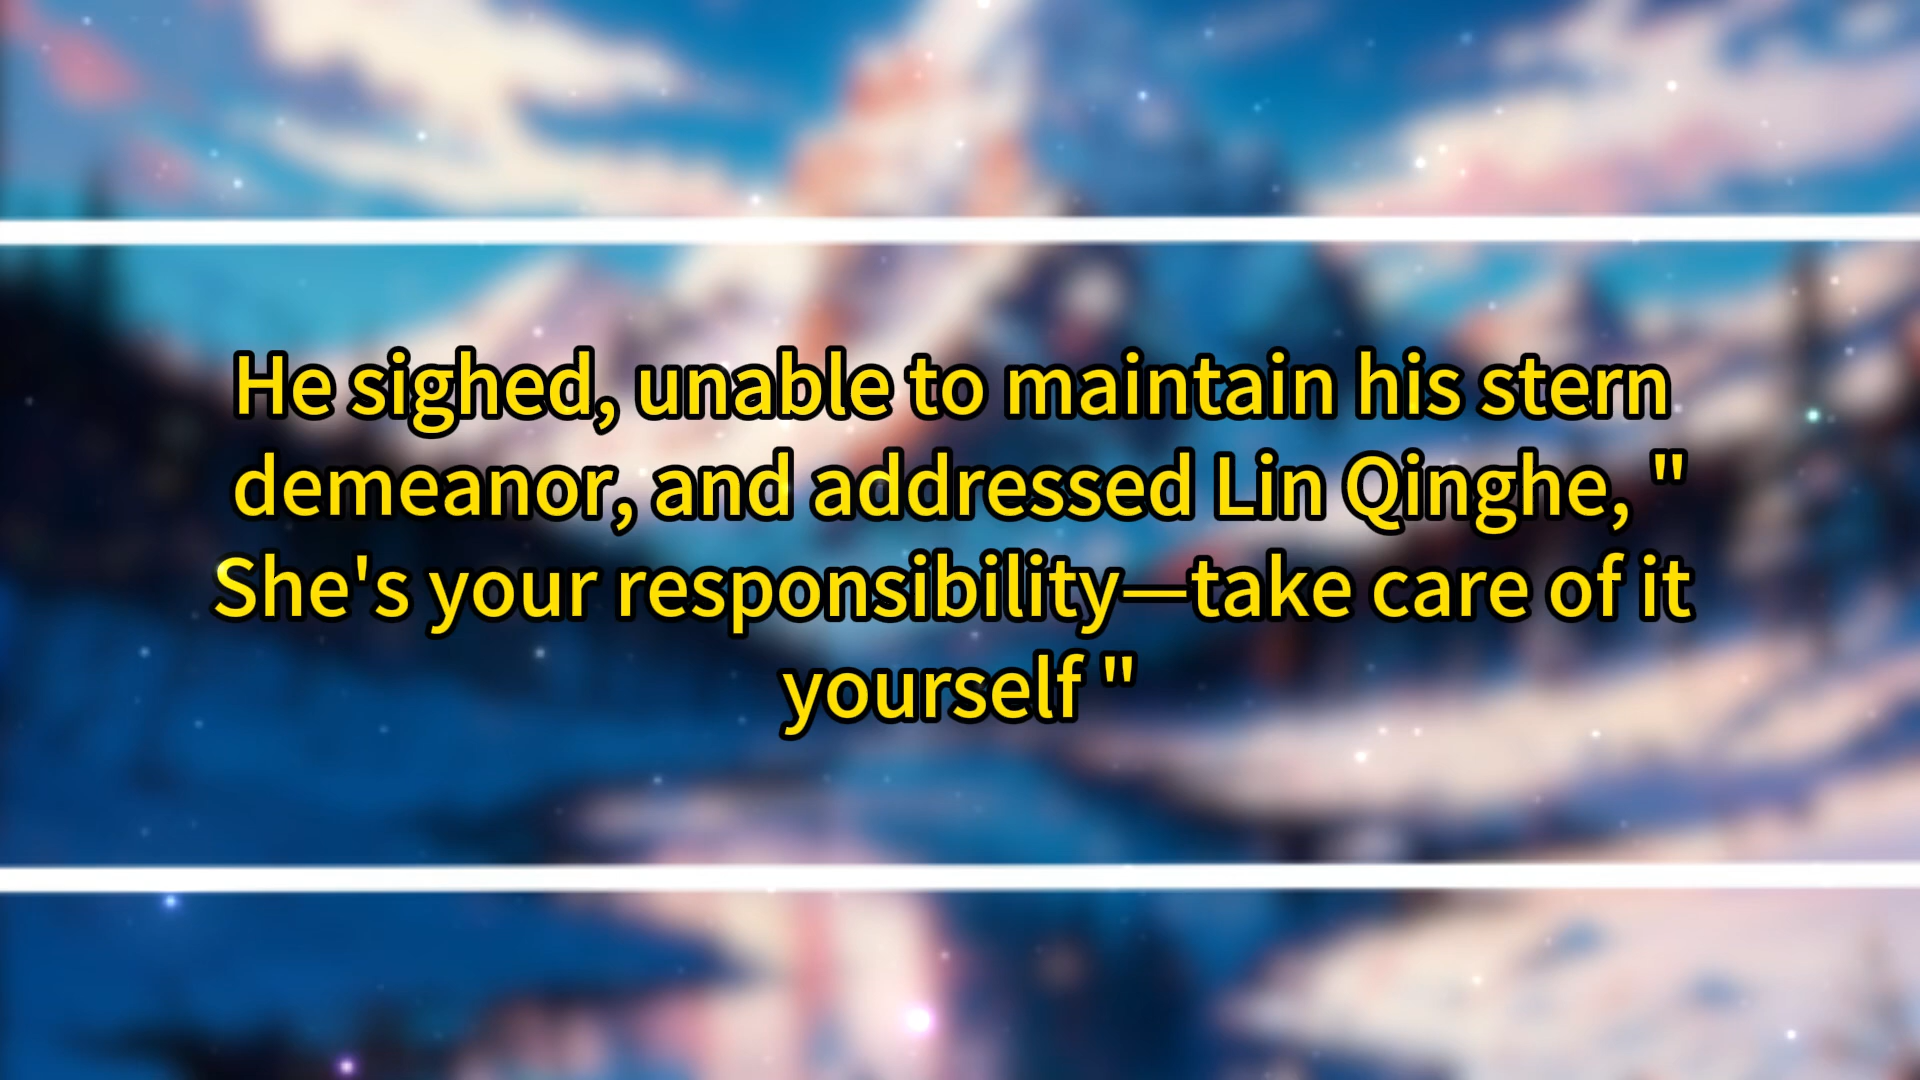 He sighed, unable to maintain his stern
demeanor, and addressed Lin Qinghe, "
She's your responsibility—take care of it
yourself "